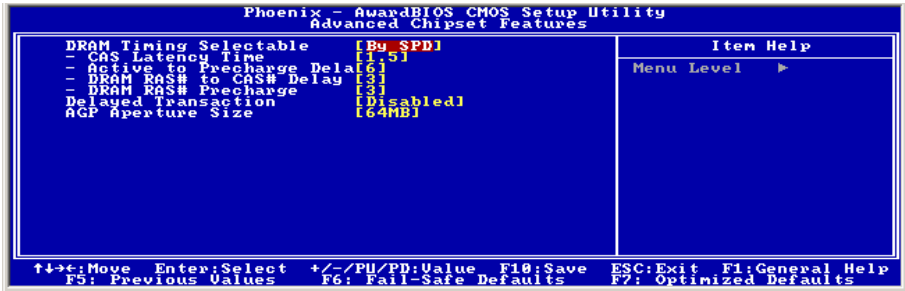 Phoenix - AwardBIOS CMOS Setup Utility
Advanced Chipset Features
DRAM Timing Selectable [By SPD]
- CAS Latency Time [1.5]
- Active to Precharge Dela[6]
- DRAM RAS# to CAS# Delay [3]
- DRAM RAS# Precharge [3]
Delayed Transaction [Disabled]
AGP Aperture Size [64MB]
Item Help
Menu Level ►
↑↓→←:Move Enter:Select +/-/PU/PD:Value F10:Save ESC:Exit F1:General Help
F5: Previous Values F6: Fail-Safe Defaults F7: Optimized Defaults